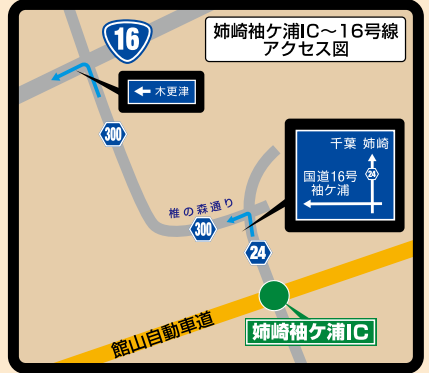 姉崎袖ケ浦IC～16号線
アクセス図
16
← 木更津
300
千葉 姉崎
24
国道16号
袖ケ浦
椎の森通り
300
24
姉崎袖ケ浦IC
館山自動車道